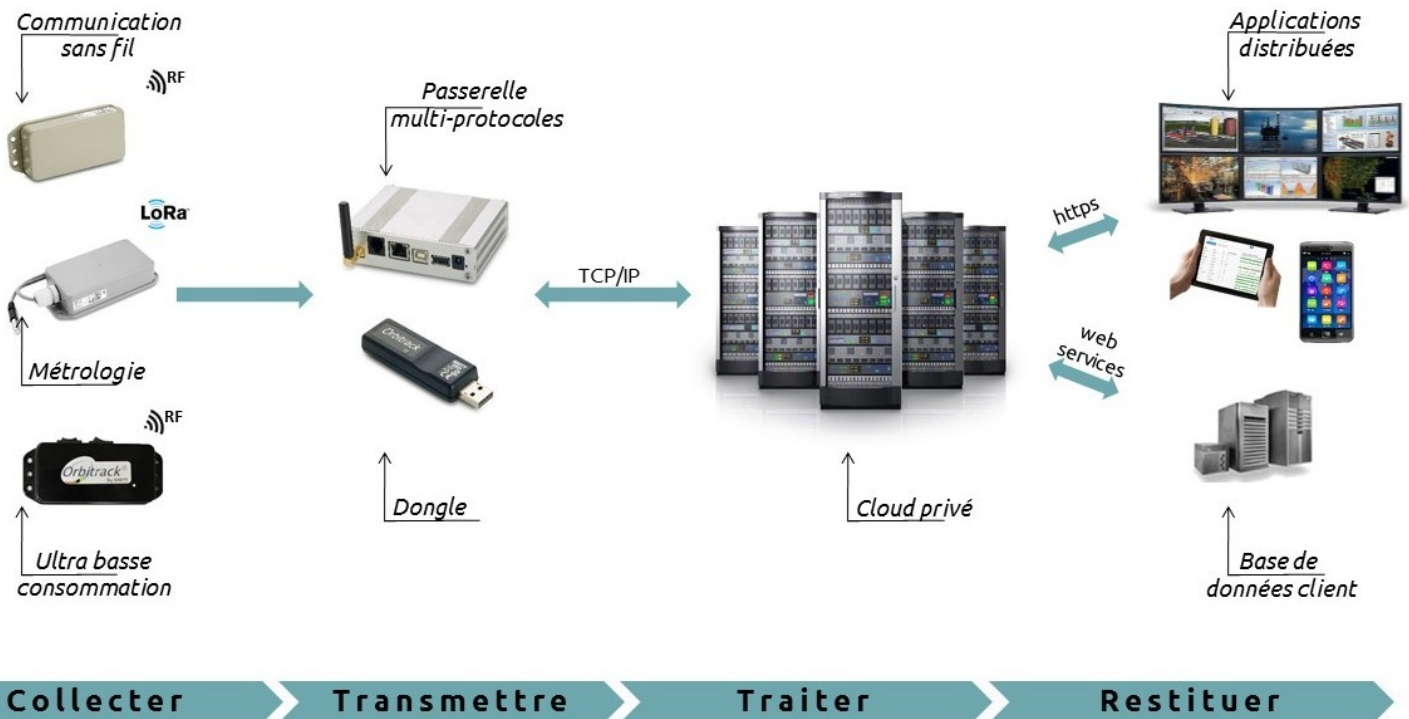 Communication
sans fil
RF
LoRa
Métrologie
RF
Orbitrack®
Ultra basse
consommation
Passerelle
multi-protocoles
Orbitrack
Dongle
TCP/IP
Cloud privé
https
web
services
Applications
distribuées
Base de
données client
Collecter
Transmettre
Traiter
Restituer